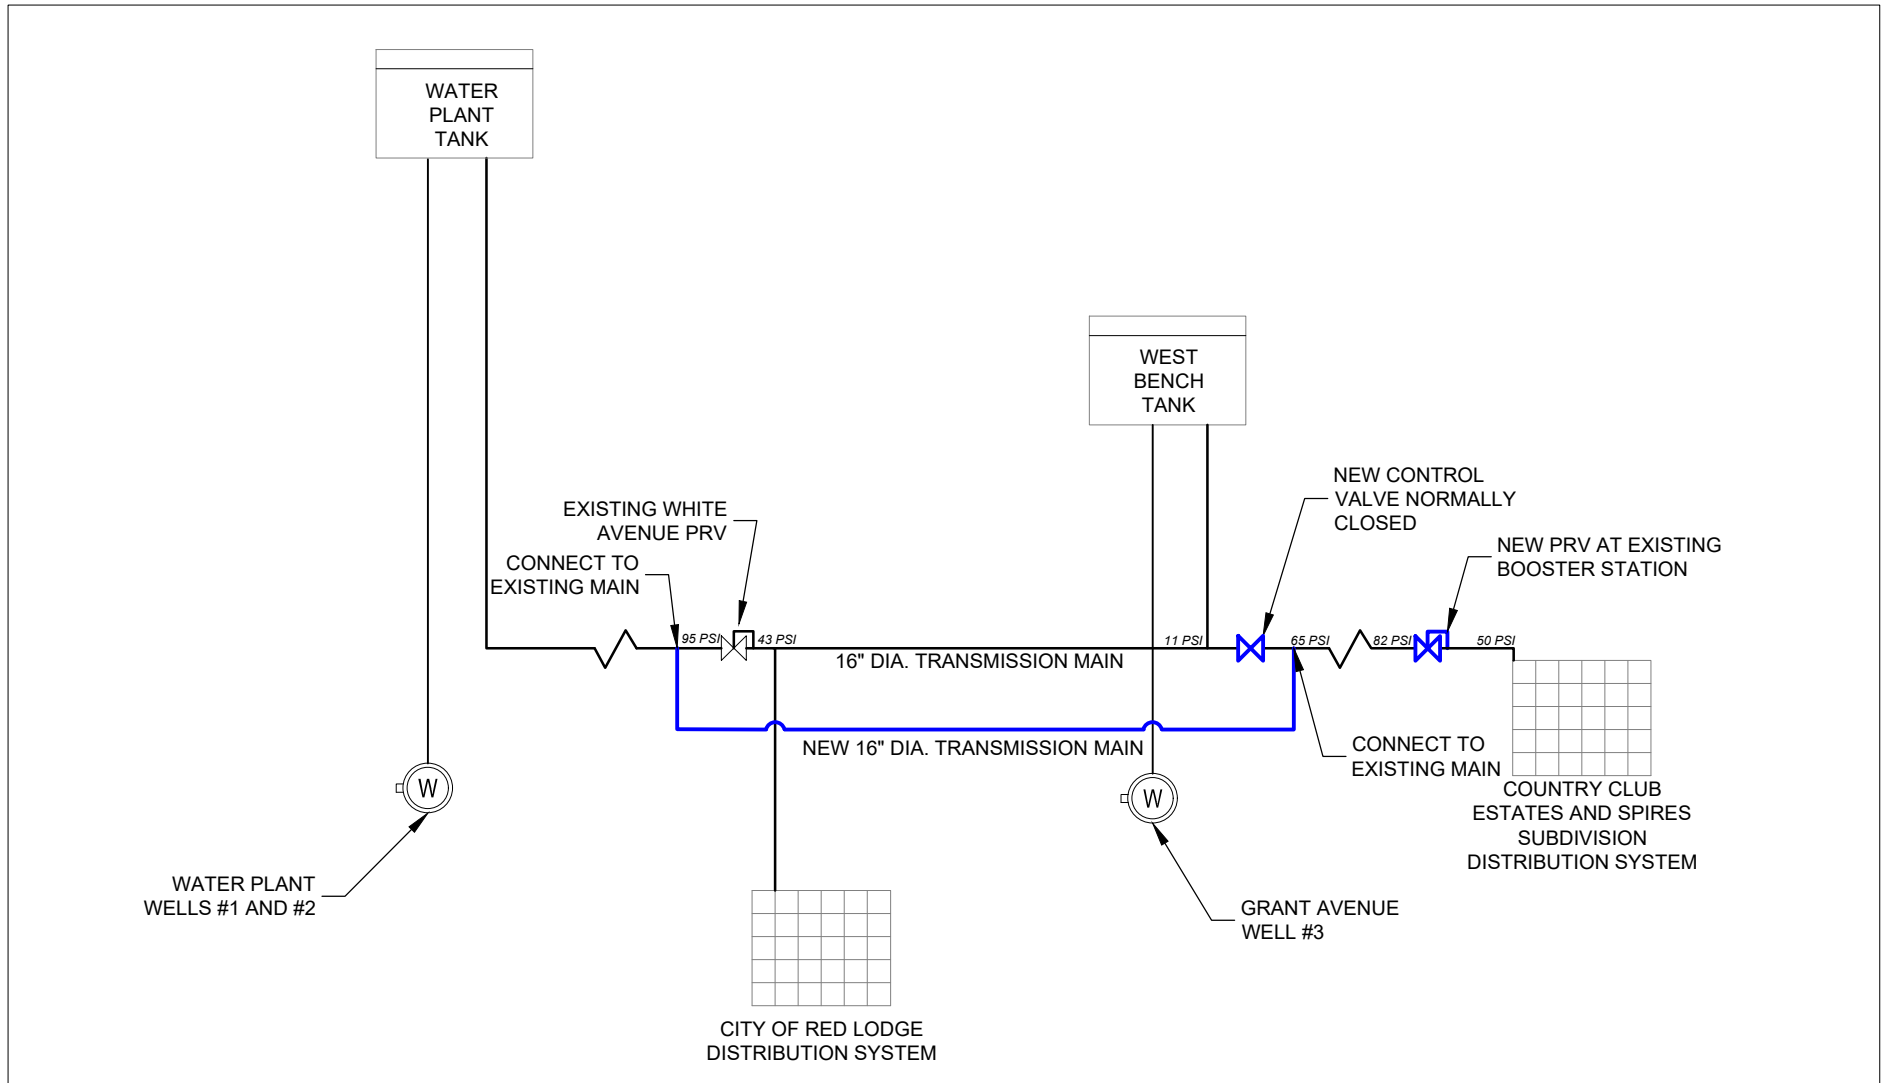 WATER
PLANT
TANK
WEST
BENCH
TANK
NEW CONTROL
VALVE NORMALLY
CLOSED
EXISTING WHITE
AVENUE PRV
NEW PRV AT EXISTING
BOOSTER STATION
CONNECT TO
EXISTING MAIN
95 PSI
43 PSI
11 PSI
65 PSI
82 PSI
50 PSI
16" DIA. TRANSMISSION MAIN
NEW 16" DIA. TRANSMISSION MAIN
CONNECT TO
EXISTING MAIN
W
W
COUNTRY CLUB
ESTATES AND SPIRES
SUBDIVISION
DISTRIBUTION SYSTEM
WATER PLANT
WELLS #1 AND #2
GRANT AVENUE
WELL #3
CITY OF RED LODGE
DISTRIBUTION SYSTEM